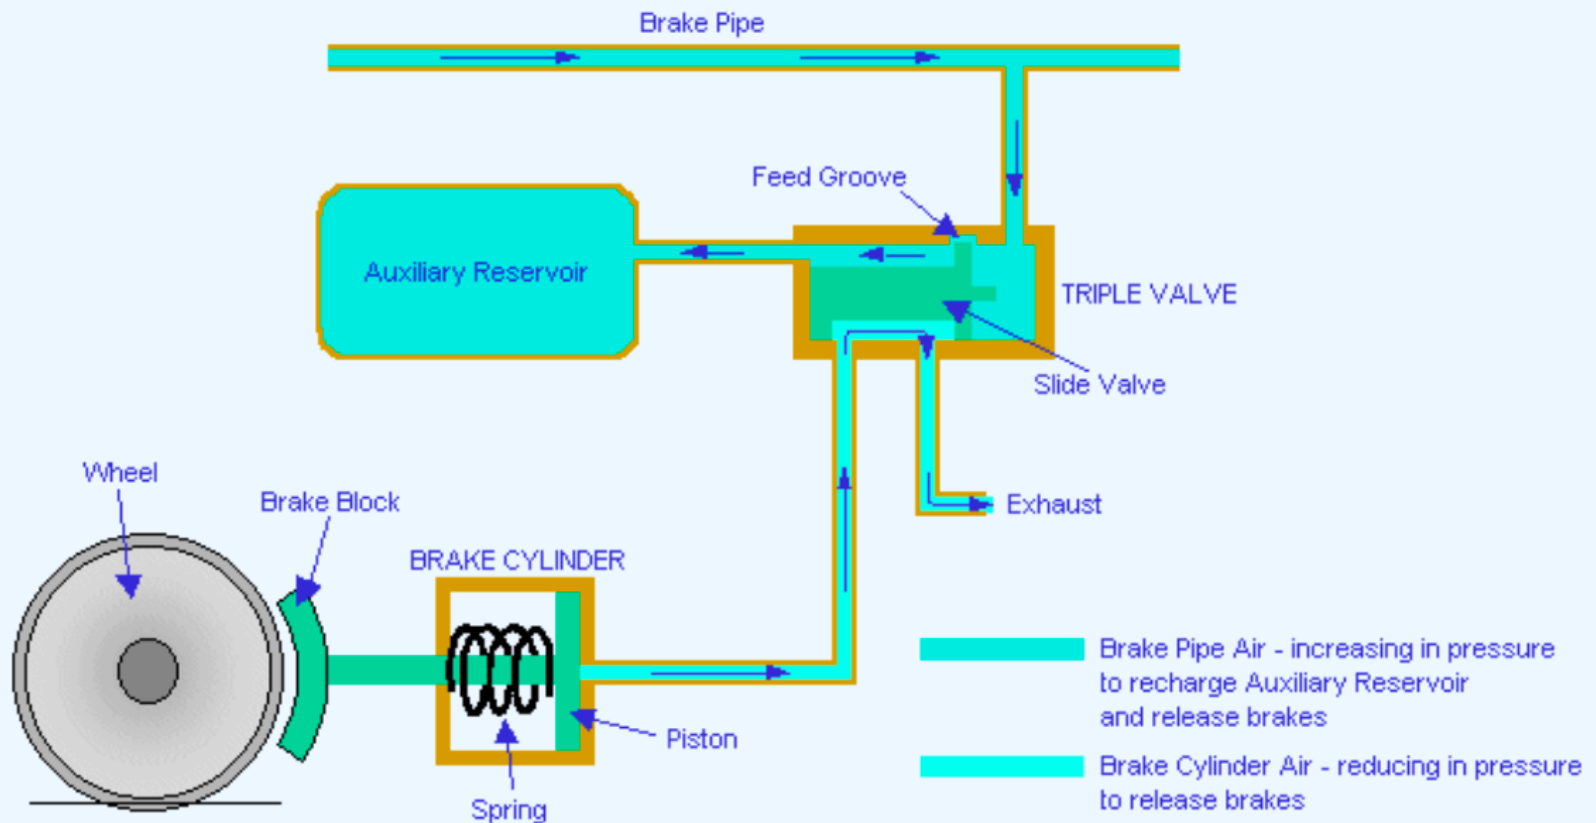 Brake Pipe
Feed Groove
Auxiliary Reservoir
TRIPLE VALVE
Slide Valve
Wheel
Brake Block
Exhaust
BRAKE CYLINDER
Brake Pipe Air - increasing in pressure
to recharge Auxiliary Reservoir
and release brakes
Piston
Brake Cylinder Air - reducing in pressure
to release brakes
Spring